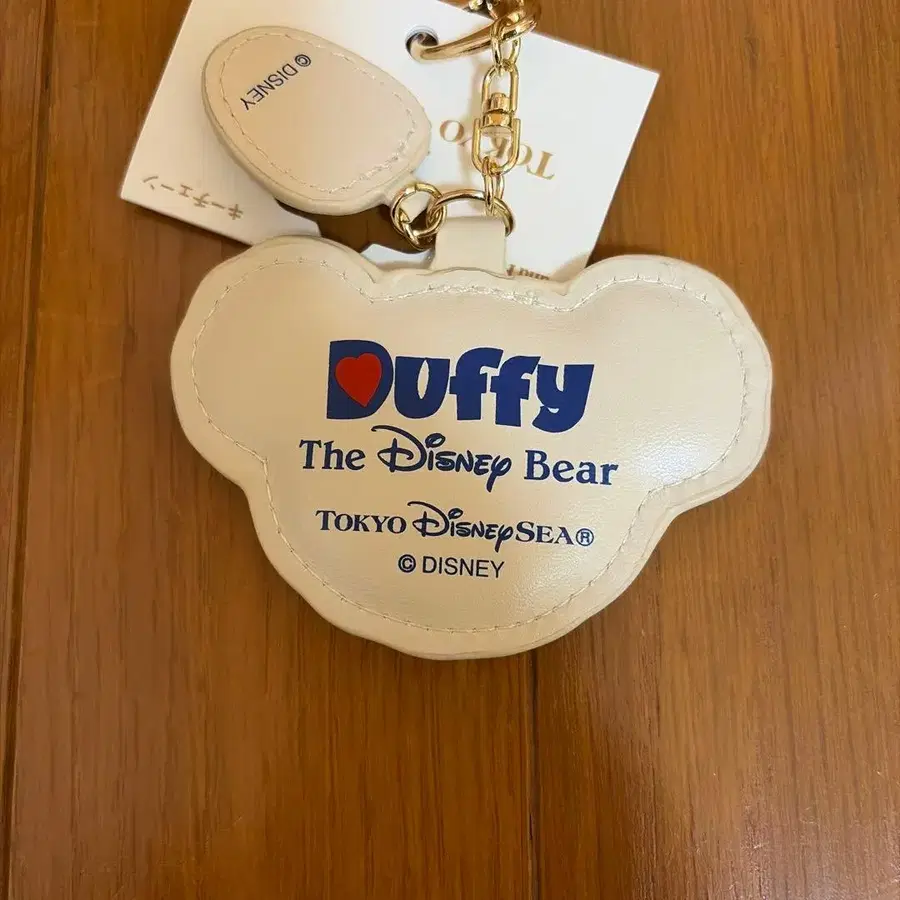 © DISNEY
TOKYO
キーチェーン
Duffy
The Disney Bear
TOKYO DISNEYSEA®
© DISNEY